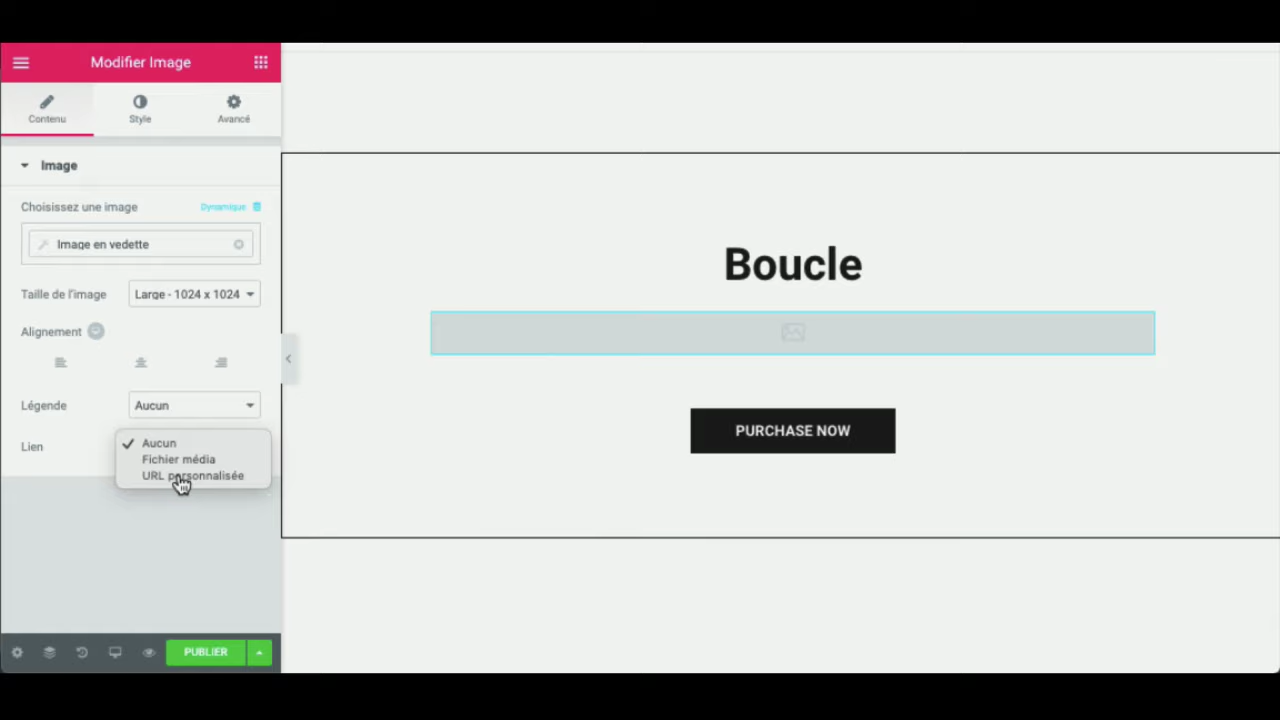 Modifier Image
Contenu
Style
Avancé
Image
Choisissez une image
Dynamique
Image en vedette
Taille de l'image
Large - 1024 x 1024
Alignement
Légende
Aucun
Lien
Aucun
Fichier média
URL personnalisée
PUBLIER
Boucle
PURCHASE NOW